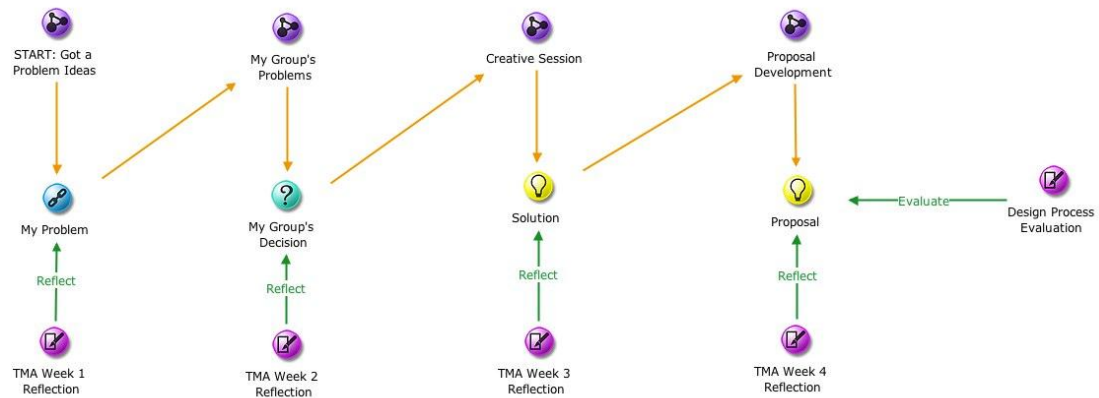 START: Got a
Problem Ideas
My Group's
Problems
Creative Session
Proposal
Development
My Problem
?
My Group's
Decision
Solution
Proposal
Evaluate
Design Process
Evaluation
Reflect
Reflect
Reflect
Reflect
TMA Week 1
Reflection
TMA Week 2
Reflection
TMA Week 3
Reflection
TMA Week 4
Reflection